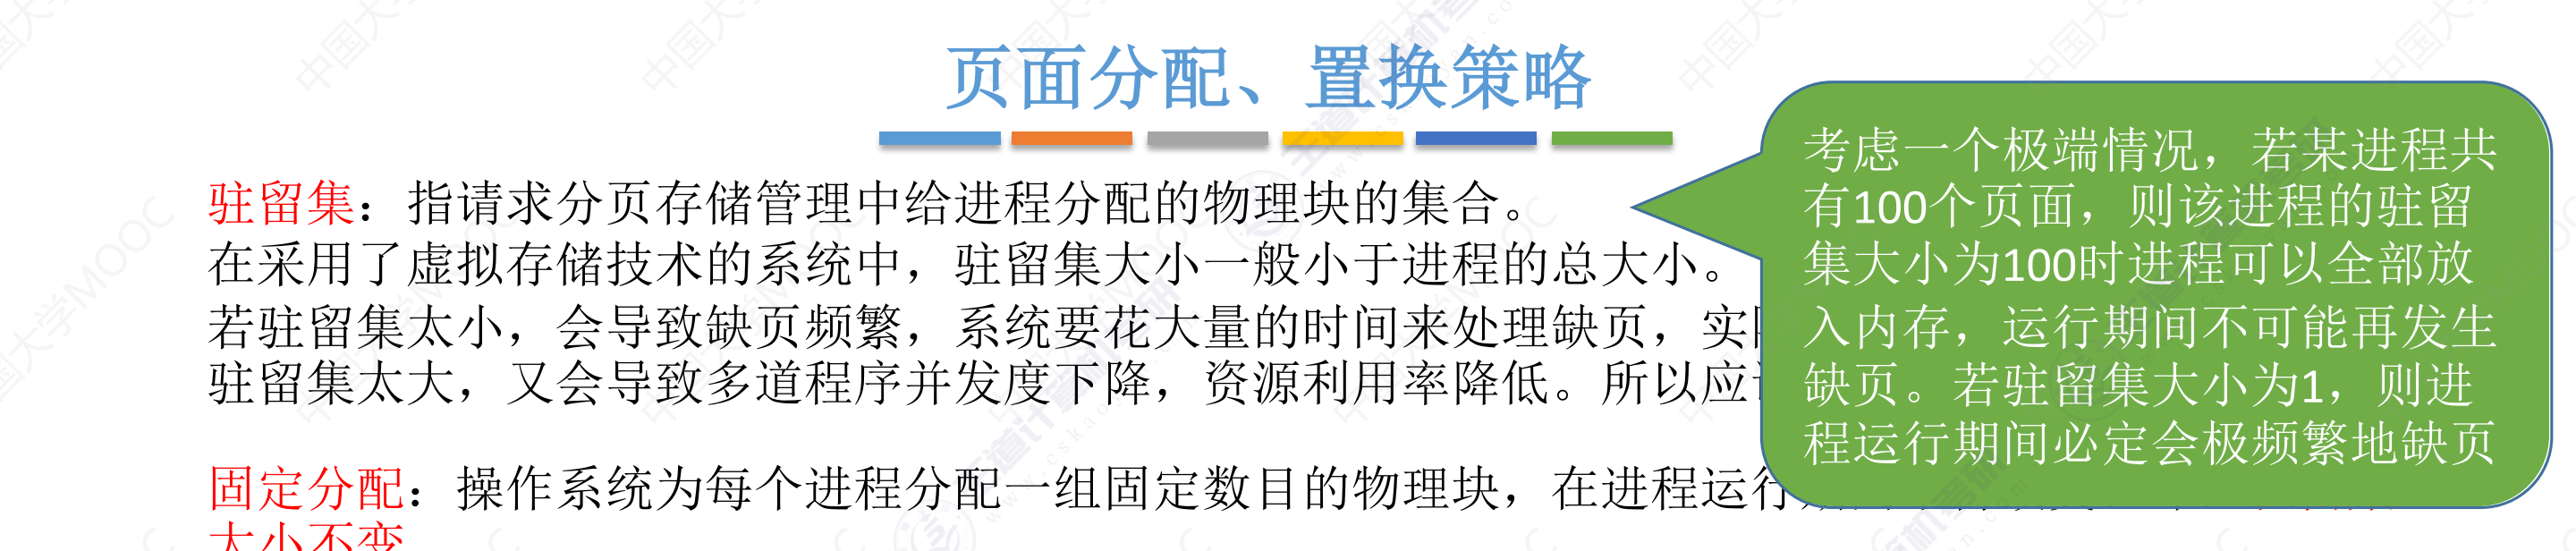 页面分配、置换策略
驻留集：指请求分页存储管理中给进程分配的物理块的集合。
在采用了虚拟存储技术的系统中，驻留集大小一般小于进程的总大小。
若驻留集太小，会导致缺页频繁，系统要花大量的时间来处理缺页，实
驻留集太大，又会导致多道程序并发度下降，资源利用率降低。所以应
固定分配：操作系统为每个进程分配一组固定数目的物理块，在进程运行
大小不变
考虑一个极端情况，若某进程共
有100个页面，则该进程的驻留
集大小为100时进程可以全部放
入内存，运行期间不可能再发生
缺页。若驻留集大小为1，则进
程运行期间必定会极频繁地缺页